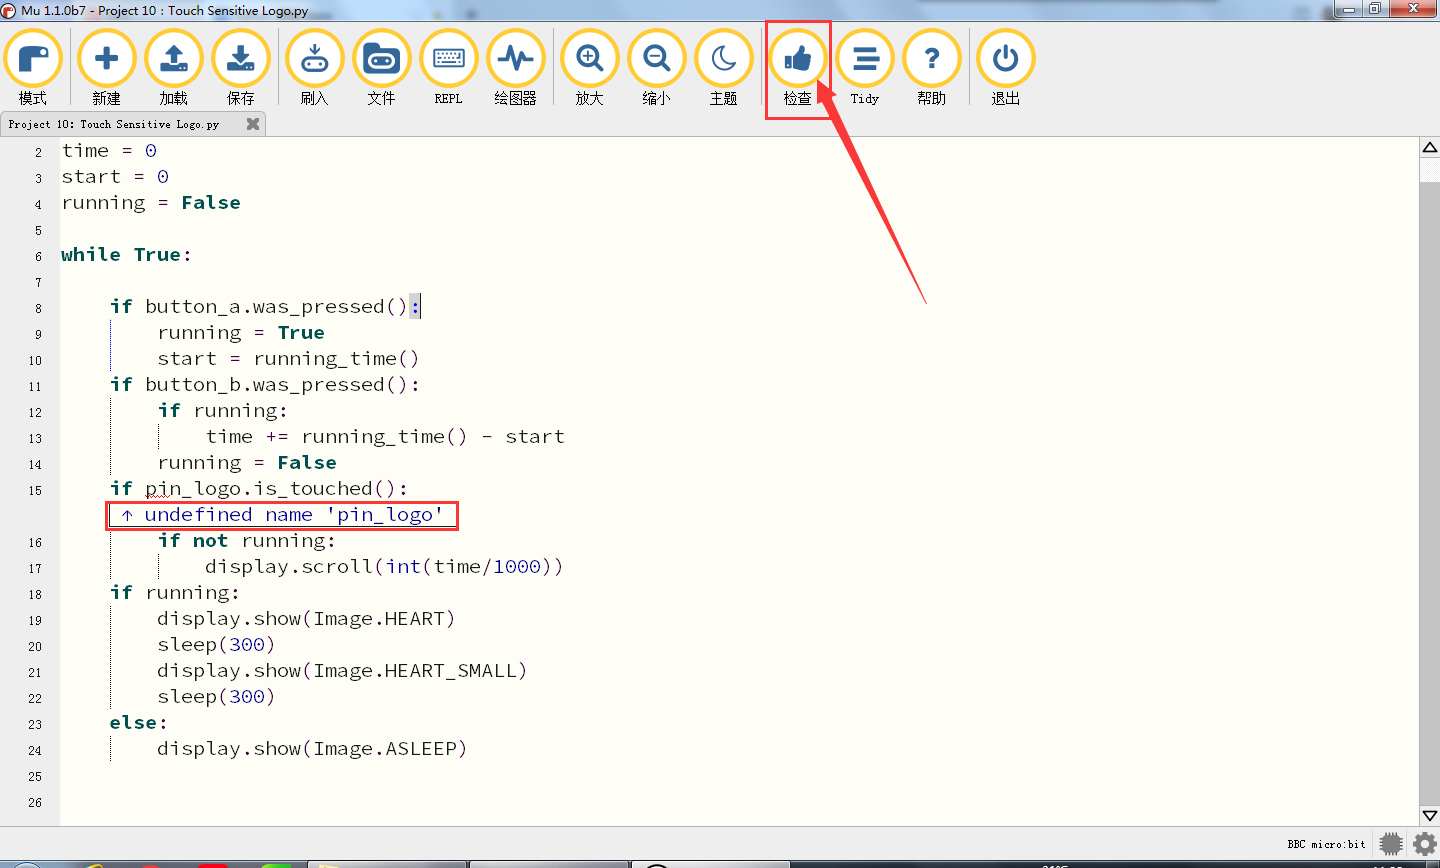 Mu 1.1.0b7 - Project 10 : Touch Sensitive Logo.py
模式 新建 加载 保存 刷入 文件 REPL 绘图器 放大 缩小 主题 检查 Tidy 帮助 退出
Project 10: Touch Sensitive Logo.py
2 time = 0
3 start = 0
4 running = False
5
6 while True:
7
8 if button_a.was_pressed():
9 running = True
10 start = running_time()
11 if button_b.was_pressed():
12 if running:
13 time += running_time() - start
14 running = False
15 if pin_logo.is_touched():
↑ undefined name 'pin_logo'
16 if not running:
17 display.scroll(int(time/1000))
18 if running:
19 display.show(Image.HEART)
20 sleep(300)
21 display.show(Image.HEART_SMALL)
22 sleep(300)
23 else:
24 display.show(Image.ASLEEP)
25
26
BBC micro:bit